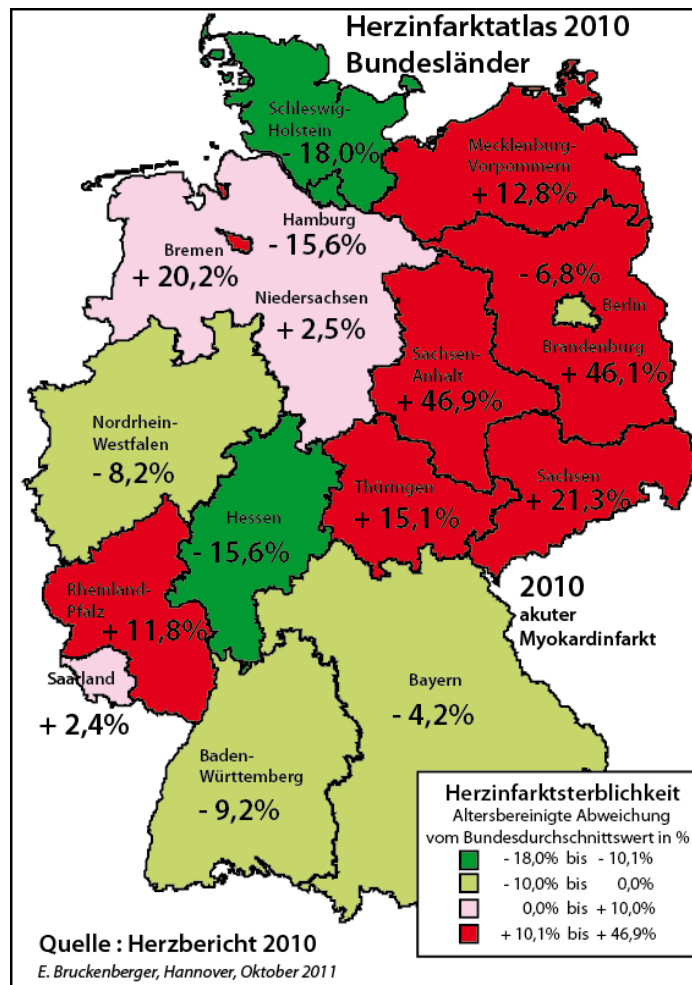 Herzinfarktatlas 2010
Bundesländer
Schleswig-
Holstein
- 18,0%
Mecklenburg-
Vorpommern
+ 12,8%
Hamburg
- 15,6%
Bremen
+ 20,2%
Niedersachsen
+ 2,5%
- 6,8%
Berlin
Brandenburg
+ 46,1%
Sachsen-
Anhalt
+ 46,9%
Nordrhein-
Westfalen
- 8,2%
Hessen
- 15,6%
Thüringen
+ 15,1%
Sachsen
+ 21,3%
Rheinland-
Pfalz
+ 11,8%
Saarland
+ 2,4%
2010
akuter
Myokardinfarkt
Bayern
- 4,2%
Baden-
Württemberg
- 9,2%
Herzinfarktsterblichkeit
Altersbereinigte Abweichung
vom Bundesdurchschnittswert in %
- 18,0% bis - 10,1%
- 10,0% bis 0,0%
0,0% bis + 10,0%
+ 10,1% bis + 46,9%
Quelle : Herzbericht 2010
E. Bruckenberger, Hannover, Oktober 2011